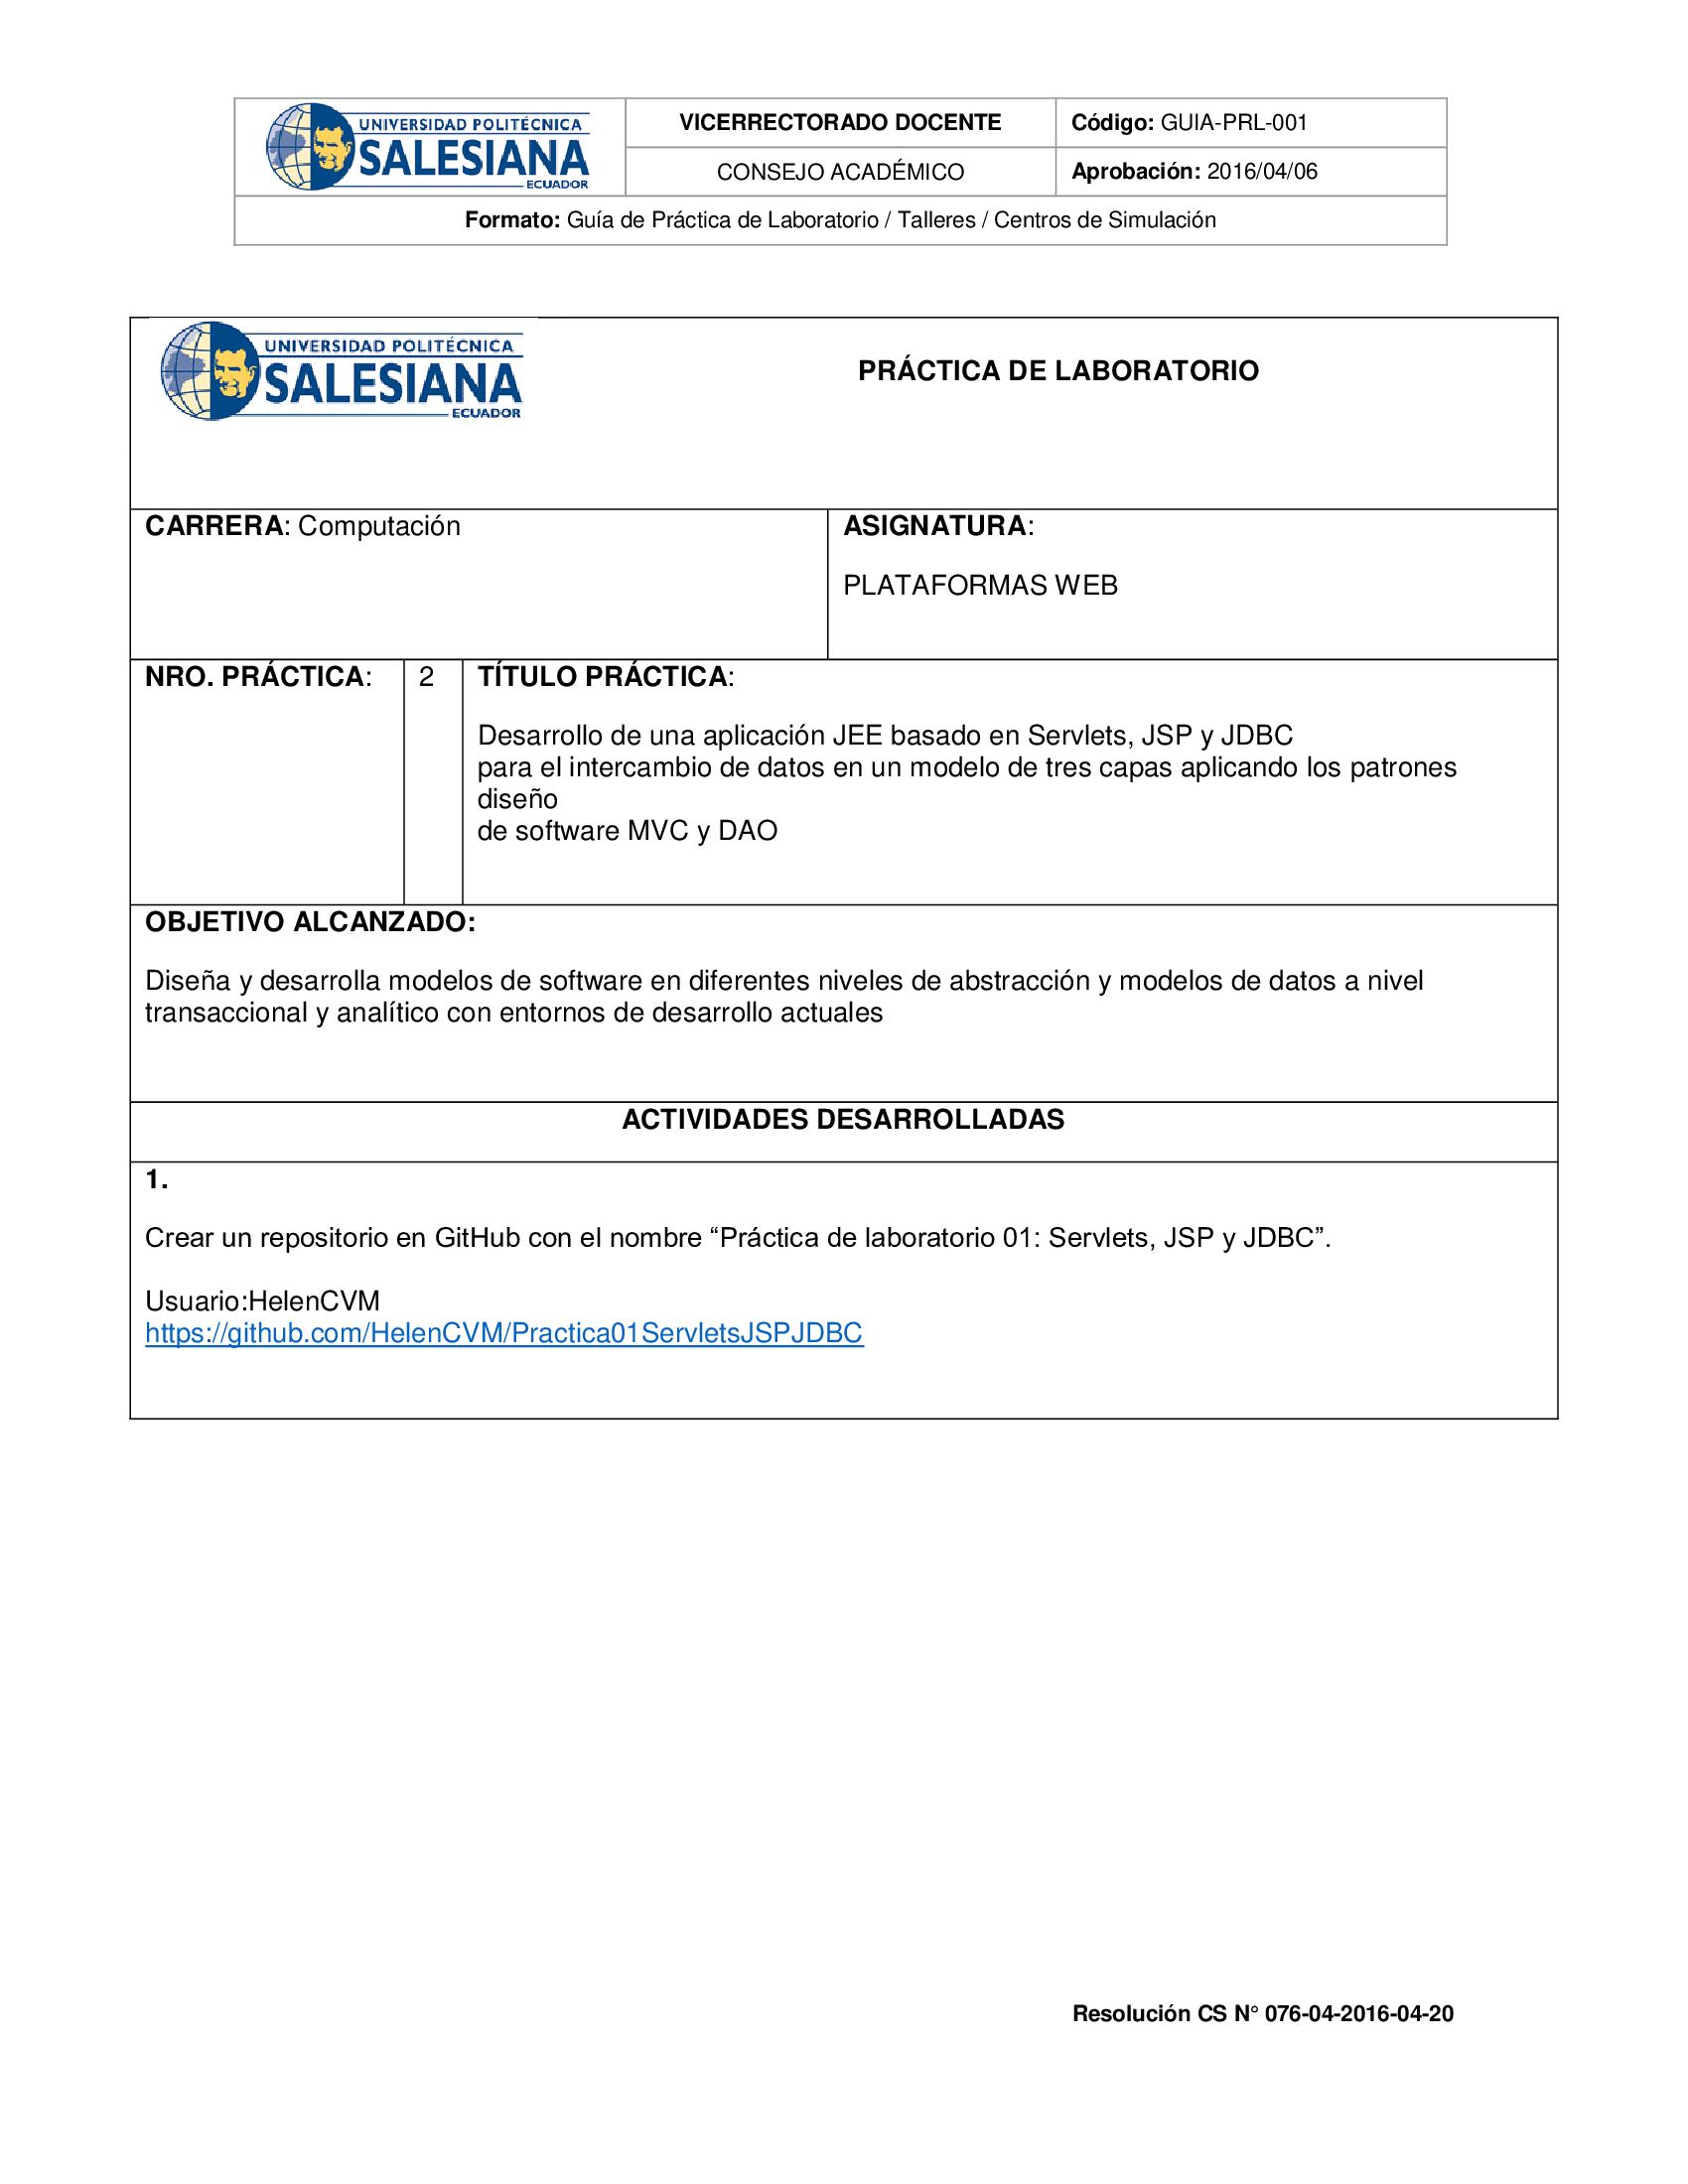 UNIVERSIDAD POLITÉCNICA
SALESIANA
ECUADOR
VICERRECTORADO DOCENTE
Código: GUIA-PRL-001
CONSEJO ACADÉMICO
Aprobación: 2016/04/06
Formato: Guía de Práctica de Laboratorio / Talleres / Centros de Simulación
UNIVERSIDAD POLITÉCNICA
SALESIANA
ECUADOR
PRÁCTICA DE LABORATORIO
CARRERA: Computación
ASIGNATURA:
PLATAFORMAS WEB
NRO. PRÁCTICA:
2
TÍTULO PRÁCTICA:
Desarrollo de una aplicación JEE basado en Servlets, JSP y JDBC
para el intercambio de datos en un modelo de tres capas aplicando los patrones
diseño
de software MVC y DAO
OBJETIVO ALCANZADO:
Diseña y desarrolla modelos de software en diferentes niveles de abstracción y modelos de datos a nivel
transaccional y analítico con entornos de desarrollo actuales
ACTIVIDADES DESARROLLADAS
1.
Crear un repositorio en GitHub con el nombre “Práctica de laboratorio 01: Servlets, JSP y JDBC”.
Usuario:HelenCVM
https://github.com/HelenCVM/Practica01ServletsJSPJDBC
Resolución CS N° 076-04-2016-04-20